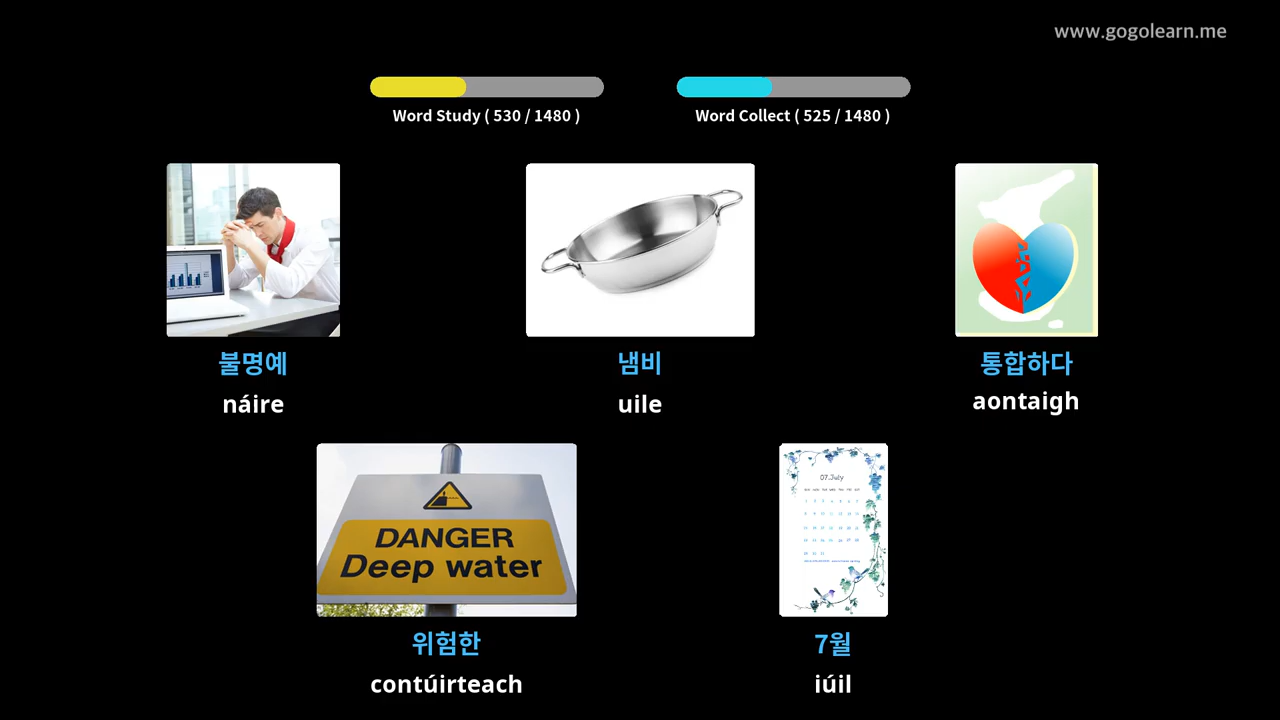 www.gogolearn.me
Word Study ( 530 / 1480 )
Word Collect ( 525 / 1480 )
불명예
náire
냄비
uile
통합하다
aontaigh
DANGER
Deep water
위험한
contúirteach
07.July
7월
iúil